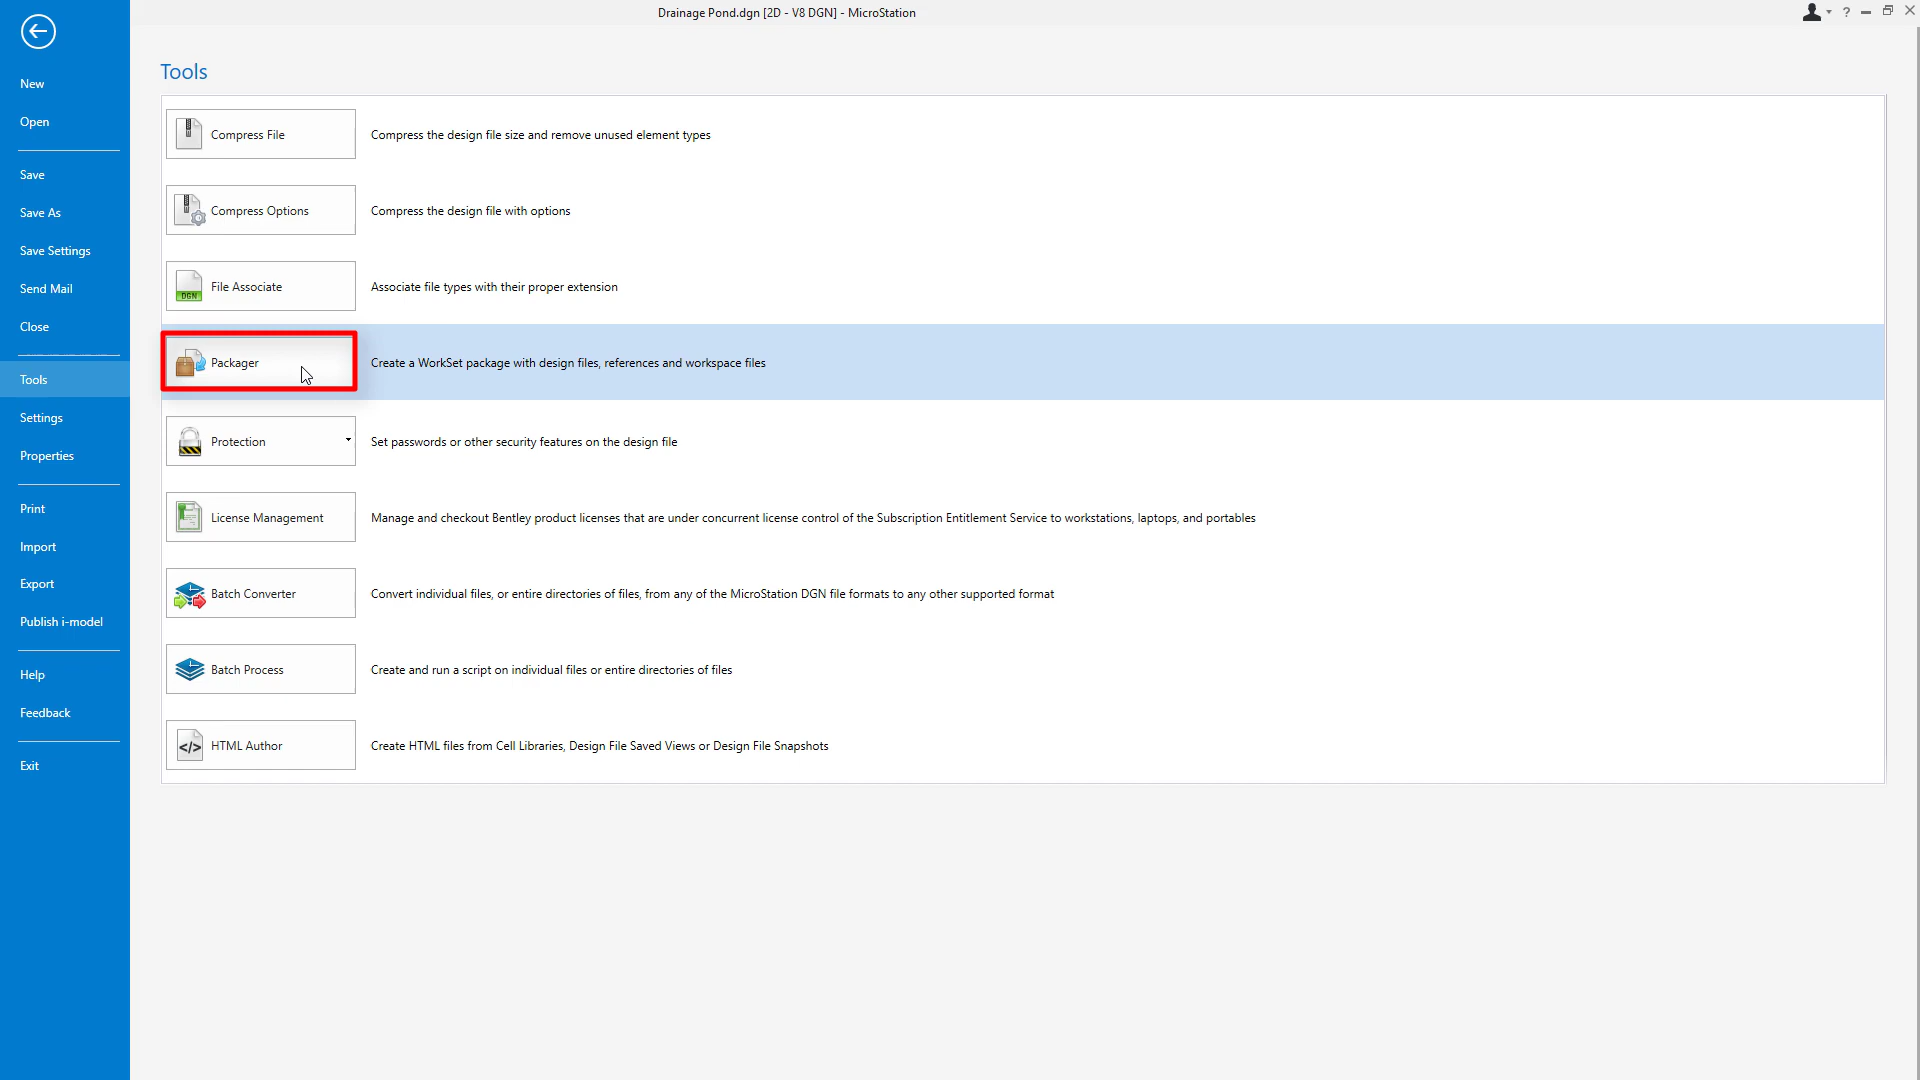 Drainage Pond.dgn [2D - V8 DGN] - MicroStation
?
New
Open
Save
Save As
Save Settings
Send Mail
Close
Tools
Settings
Properties
Print
Import
Export
Publish i-model
Help
Feedback
Exit
Tools
Compress File
Compress the design file size and remove unused element types
Compress Options
Compress the design file with options
DGN
File Associate
Associate file types with their proper extension
Packager
Create a WorkSet package with design files, references and workspace files
Protection
Set passwords or other security features on the design file
License Management
Manage and checkout Bentley product licenses that are under concurrent license control of the Subscription Entitlement Service to workstations, laptops, and portables
Batch Converter
Convert individual files, or entire directories of files, from any of the MicroStation DGN file formats to any other supported format
Batch Process
Create and run a script on individual files or entire directories of files
</>
HTML Author
Create HTML files from Cell Libraries, Design File Saved Views or Design File Snapshots